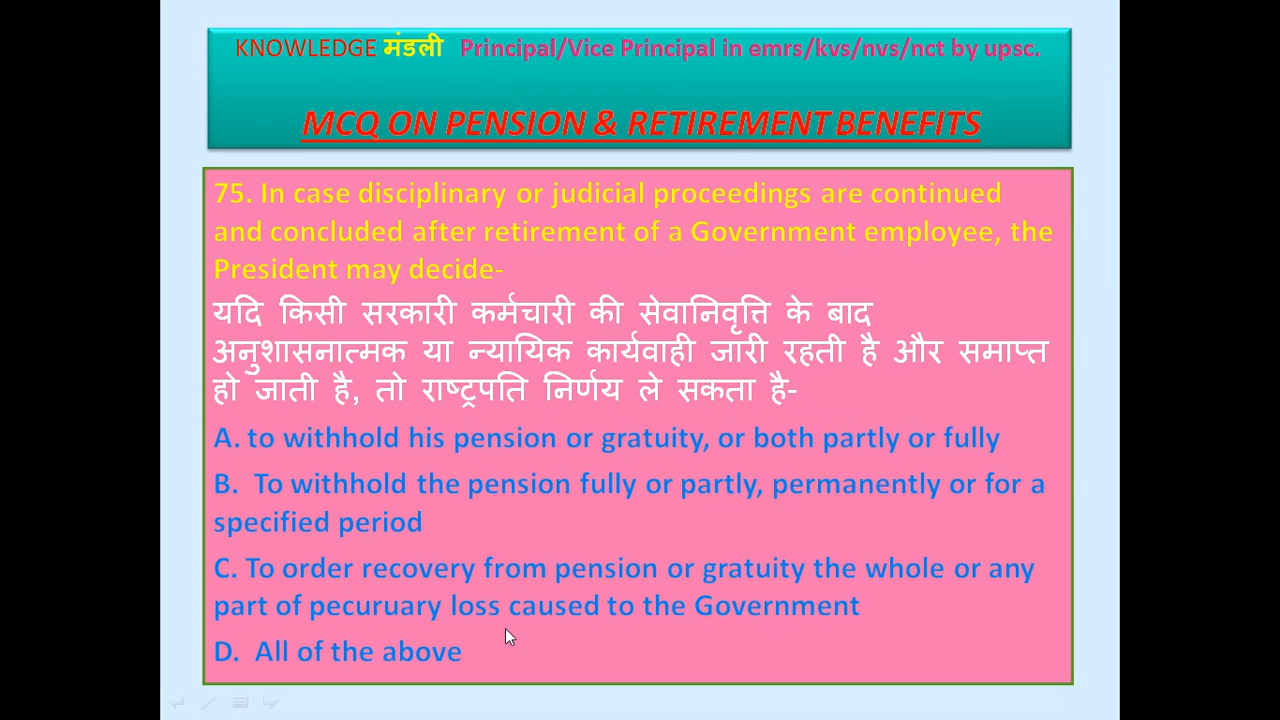 KNOWLEDGE मंडली Principal/Vice Principal in emrs/kvs/nvs/nct by upsc.
MCQ ON PENSION & RETIREMENT BENEFITS
75. In case disciplinary or judicial proceedings are continued
and concluded after retirement of a Government employee, the
President may decide-
यदि किसी सरकारी कर्मचारी की सेवानिवृत्ति के बाद
अनुशासनात्मक या न्यायिक कार्यवाही जारी रहती है और समाप्त
हो जाती है, तो राष्ट्रपति निर्णय ले सकता है-
A. to withhold his pension or gratuity, or both partly or fully
B. To withhold the pension fully or partly, permanently or for a
specified period
C. To order recovery from pension or gratuity the whole or any
part of pecuruary loss caused to the Government
D. All of the above